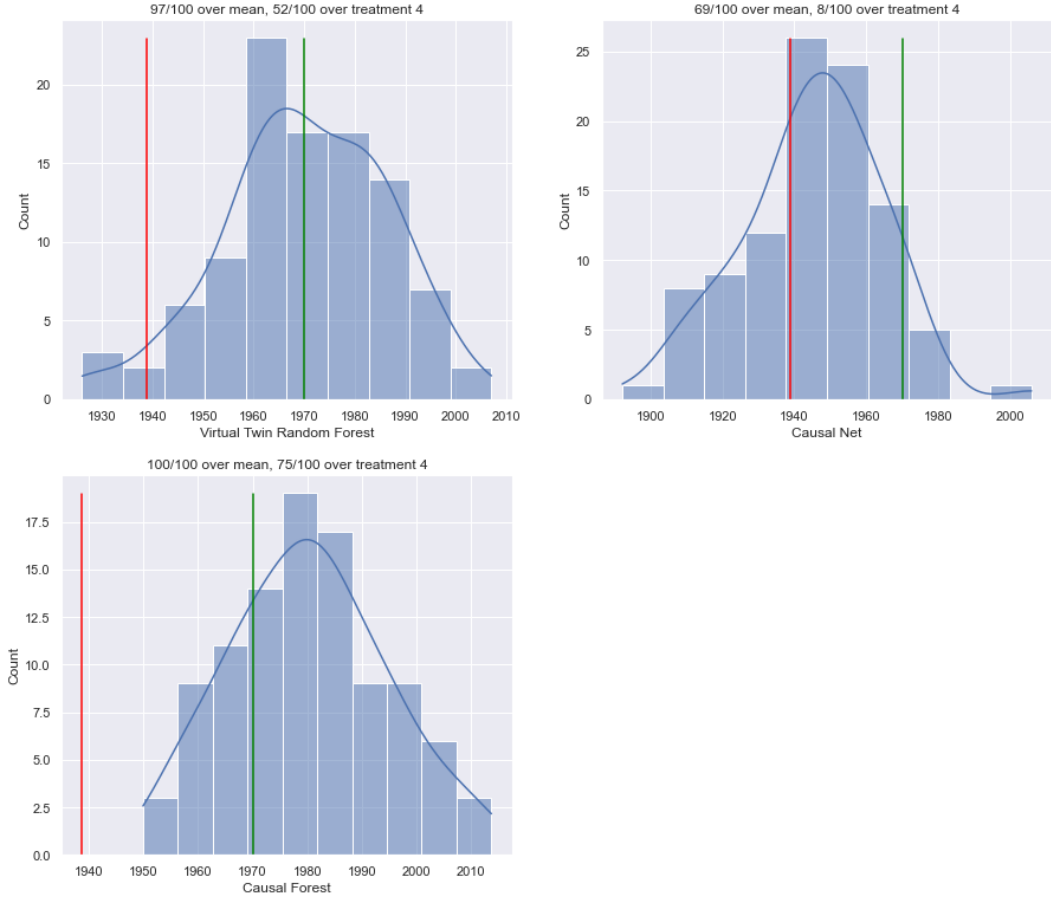 97/100 over mean, 52/100 over treatment 4
20
15
10
5
0
Count
1930 1940 1950 1960 1970 1980 1990 2000 2010
Virtual Twin Random Forest
69/100 over mean, 8/100 over treatment 4
25
20
15
10
5
0
Count
1900 1920 1940 1960 1980 2000
Causal Net
100/100 over mean, 75/100 over treatment 4
17.5
15.0
12.5
10.0
7.5
5.0
2.5
0.0
Count
1940 1950 1960 1970 1980 1990 2000 2010
Causal Forest